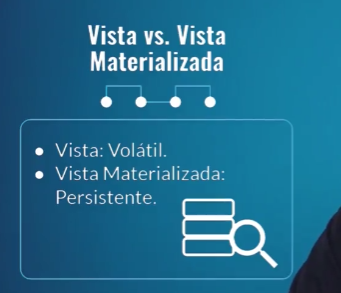 Vista vs. Vista
Materializada
• Vista: Volátil.
• Vista Materializada:
Persistente.